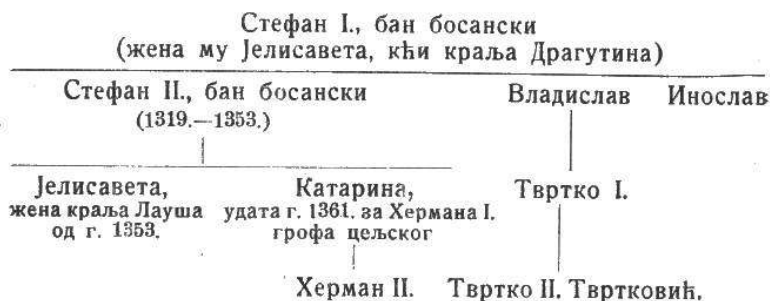 Стефан I., бан босански
(жена му Јелисавета, кћи краља Драгутина)
Стефан II., бан босански Владислав Инослав
(1319.—1353.)
Јелисавета, Катарина, Твртко I.
жена краља Лауша удата г. 1361. за Хермана I.
од г. 1353. грофа цељског
Херман II. Твртко II. Твртковић,